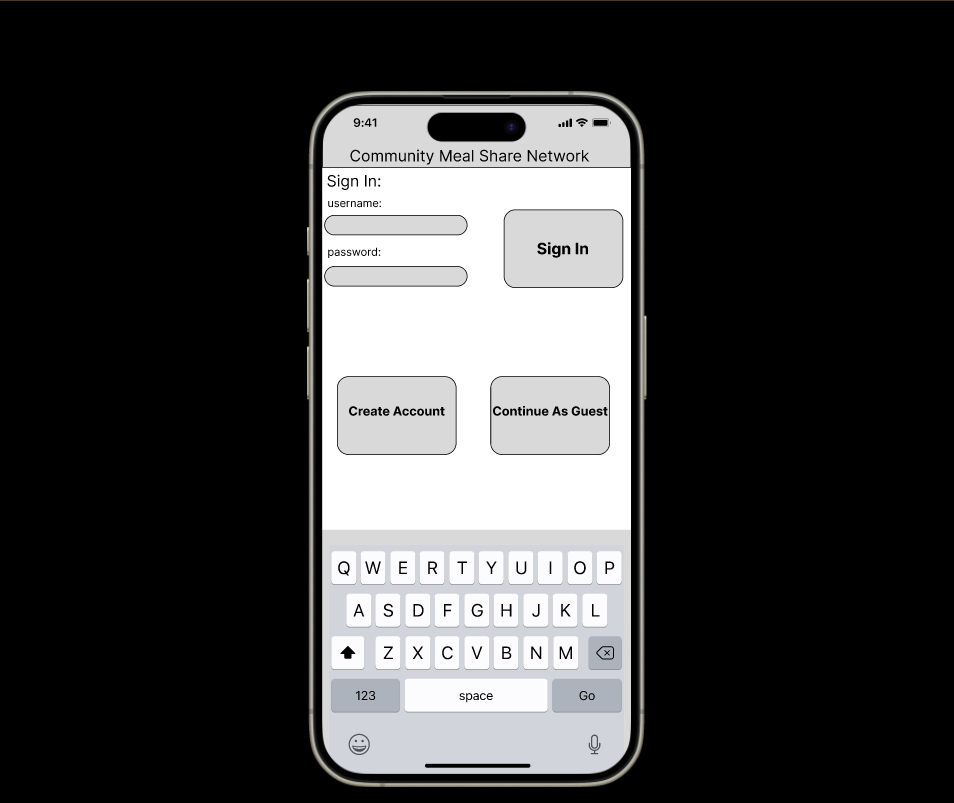 9:41
Community Meal Share Network
Sign In:
username:
Sign In
password:
Create Account
Continue As Guest
Q W E R T Y U I O P
A S D F G H J K L
Z X C V B N M
123 space Go